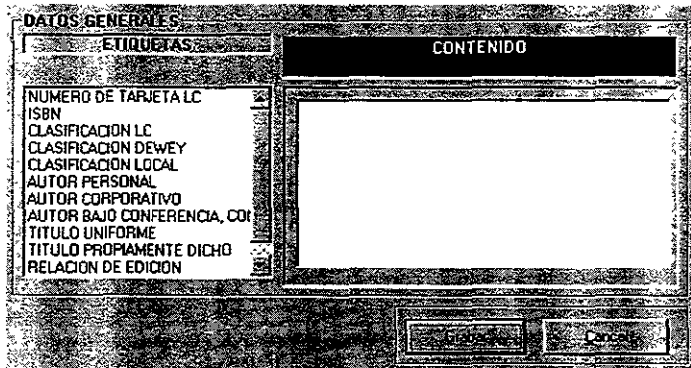 DATOS GENERALES
ETIQUETAS
CONTENIDO
NUMERO DE TARJETA LC
ISBN
CLASIFICACION LC
CLASIFICACION DEWEY
CLASIFICACION LOCAL
AUTOR PERSONAL
AUTOR CORPORATIVO
AUTOR BAJO CONFERENCIA, CO
TITULO UNIFORME
TITULO PROPIAMENTE DICHO
RELACION DE EDICION
Cancelar